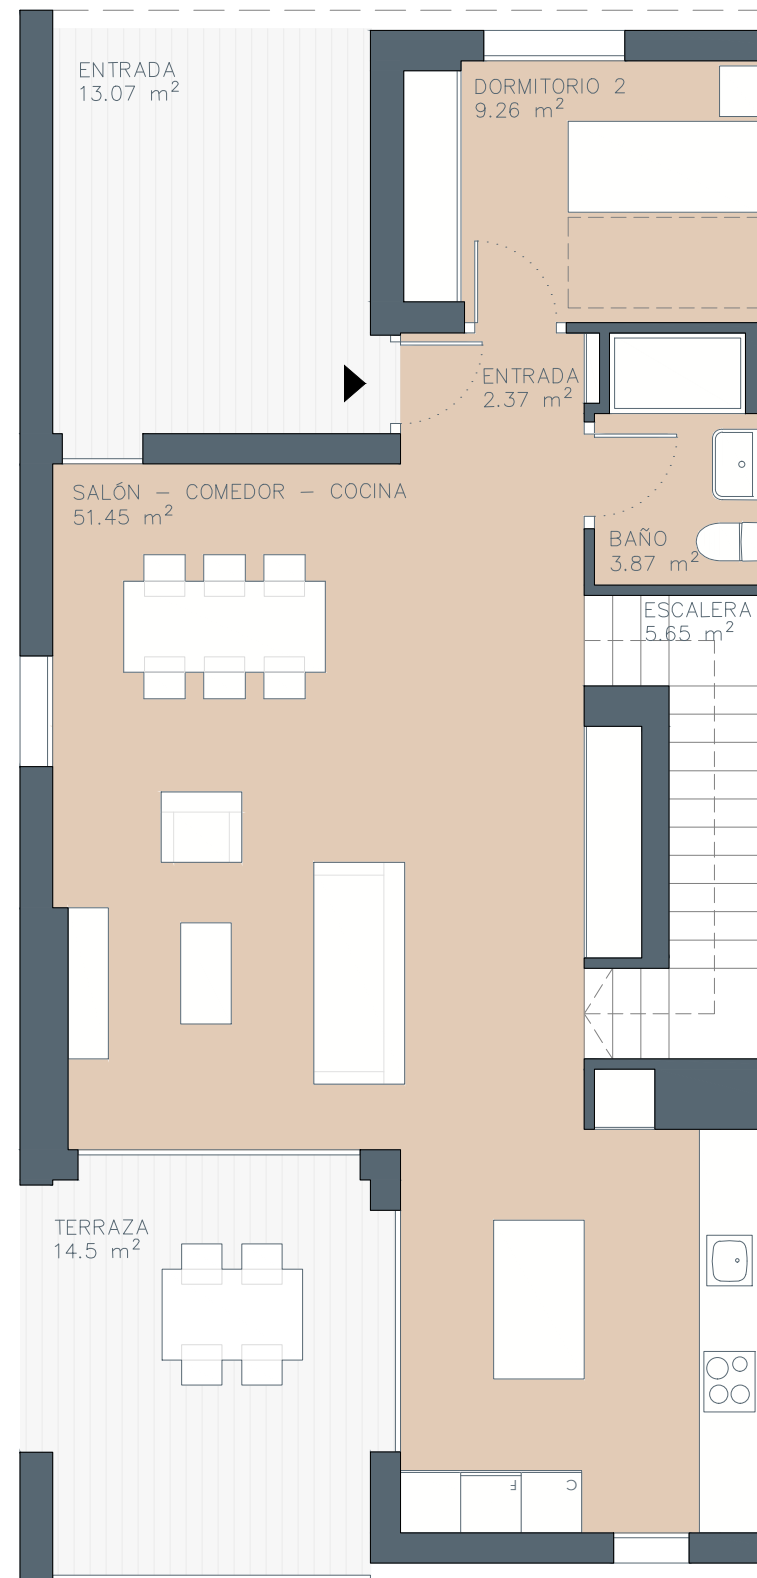 ENTRADA
13.07 m²
DORMITORIO 2
9.26 m²
ENTRADA
2.37 m²
SALÓN – COMEDOR – COCINA
51.45 m²
BAÑO
3.87 m²
ESCALERA
5.65 m²
TERRAZA
14.5 m²
F
C